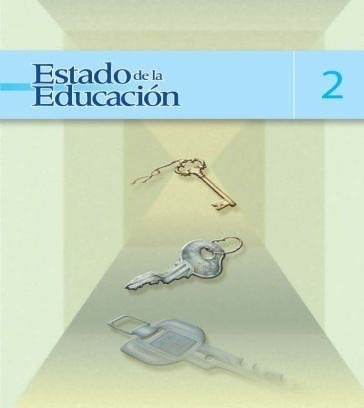 Estado de la
Educación
2